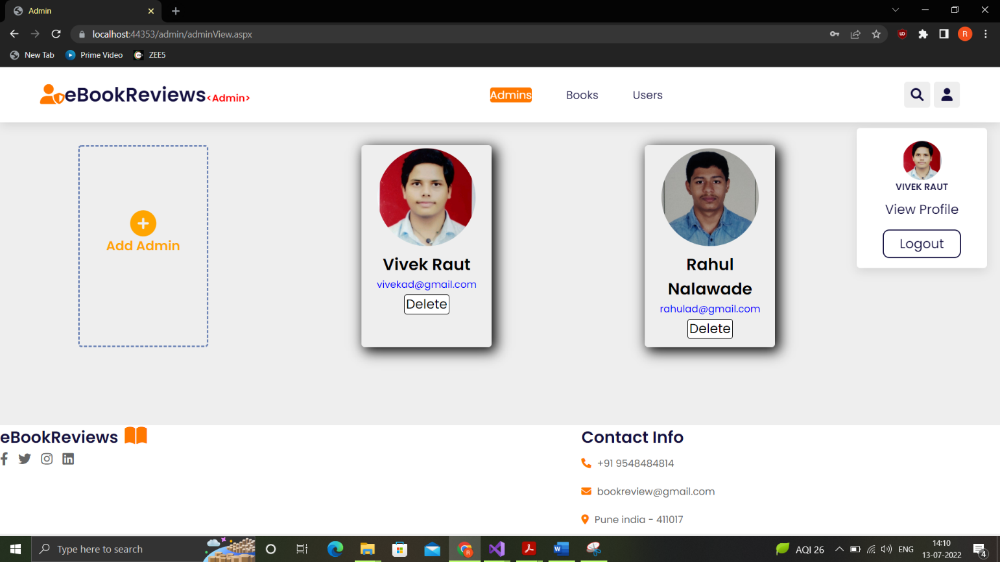 Admin
localhost:44353/admin/adminView.aspx
R
New Tab
Prime Video
ZEE5
eBookReviews<Admin>
Admins
Books
Users
Add Admin
Vivek Raut
vivekad@gmail.com
Delete
Rahul
Nalawade
rahulad@gmail.com
Delete
VIVEK RAUT
View Profile
Logout
eBookReviews
Contact Info
+91 9548484814
bookreview@gmail.com
Pune india - 411017
Type here to search
AQI 26
ENG
14:10
13-07-2022
4